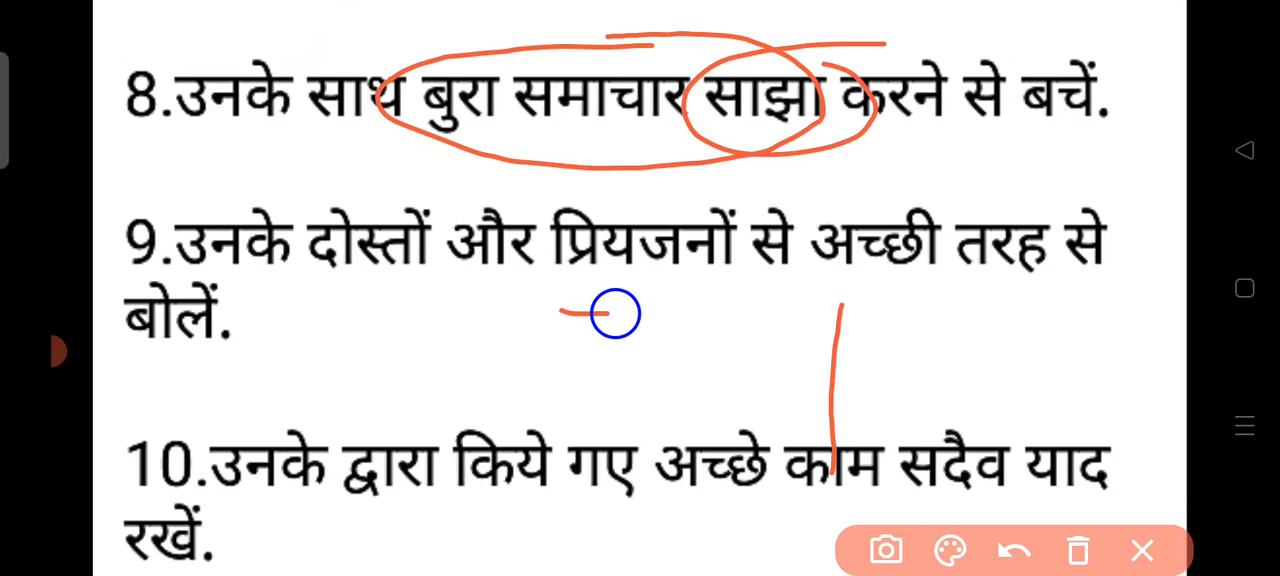 8.उनके साथ बुरा समाचार साझा करने से बचें.
9.उनके दोस्तों और प्रियजनों से अच्छी तरह से
बोलें.
10.उनके द्वारा किये गए अच्छे काम सदैव याद
रखें.